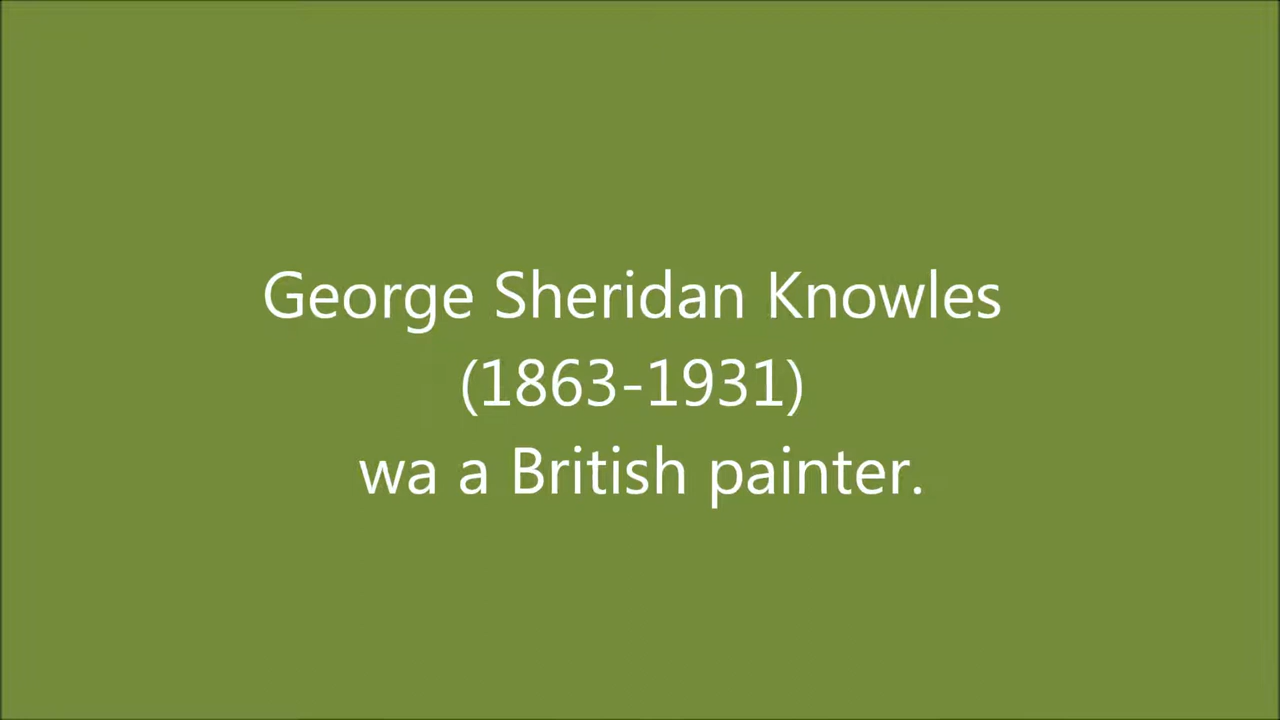 George Sheridan Knowles
(1863-1931)
wa a British painter.